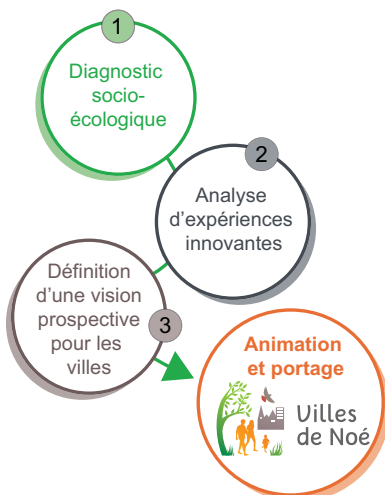 1
Diagnostic
socio-
écologique
2
Analyse
d’expériences
innovantes
Définition
d’une vision
prospective
pour les
villes
3
Animation
et portage
Villes
de Noé